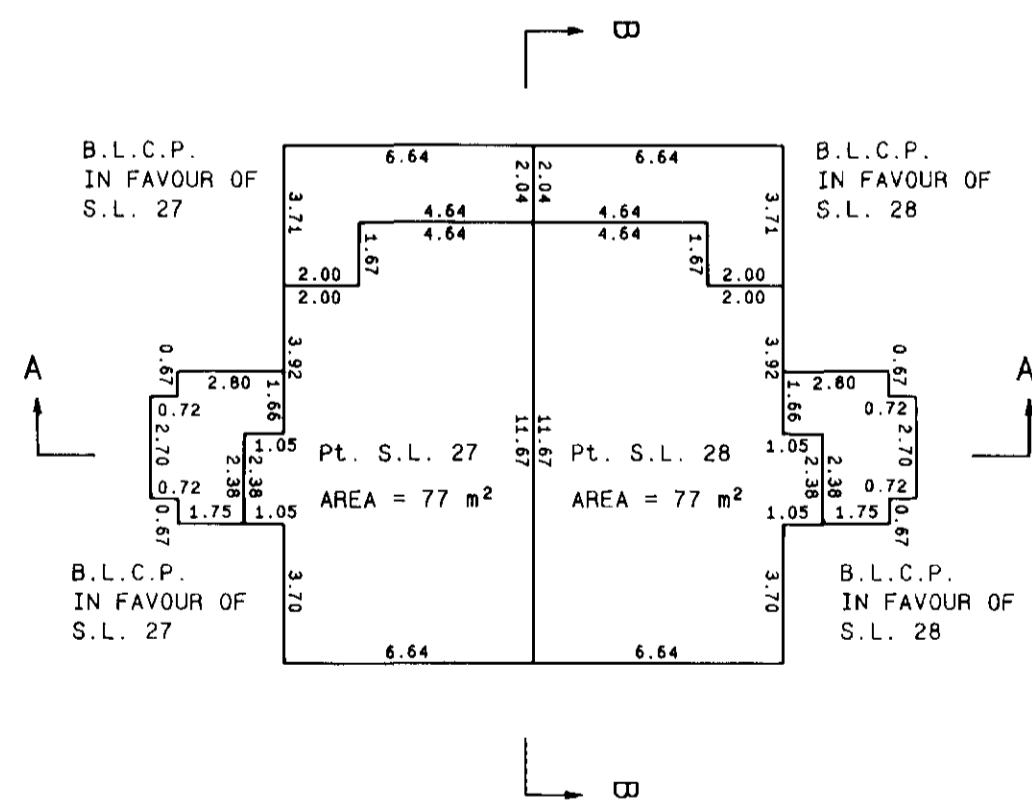 B
B.L.C.P.
IN FAVOUR OF
S.L. 27
B.L.C.P.
IN FAVOUR OF
S.L. 28
6.64
6.64
2.04
2.04
3.71
3.71
4.64
4.64
4.64
4.64
1.67
1.67
2.00
2.00
2.00
2.00
3.92
3.92
A
A
0.67
2.80
1.66
0.72
2.70
1.05
2.38
2.38
0.72
1.75
1.05
0.67
11.67
11.67
Pt. S.L. 27
AREA = 77 m²
Pt. S.L. 28
AREA = 77 m²
2.80
0.67
1.66
0.72
2.70
1.05
2.38
2.38
0.72
1.05
1.75
0.67
B.L.C.P.
IN FAVOUR OF
S.L. 27
B.L.C.P.
IN FAVOUR OF
S.L. 28
3.70
3.70
6.64
6.64
B